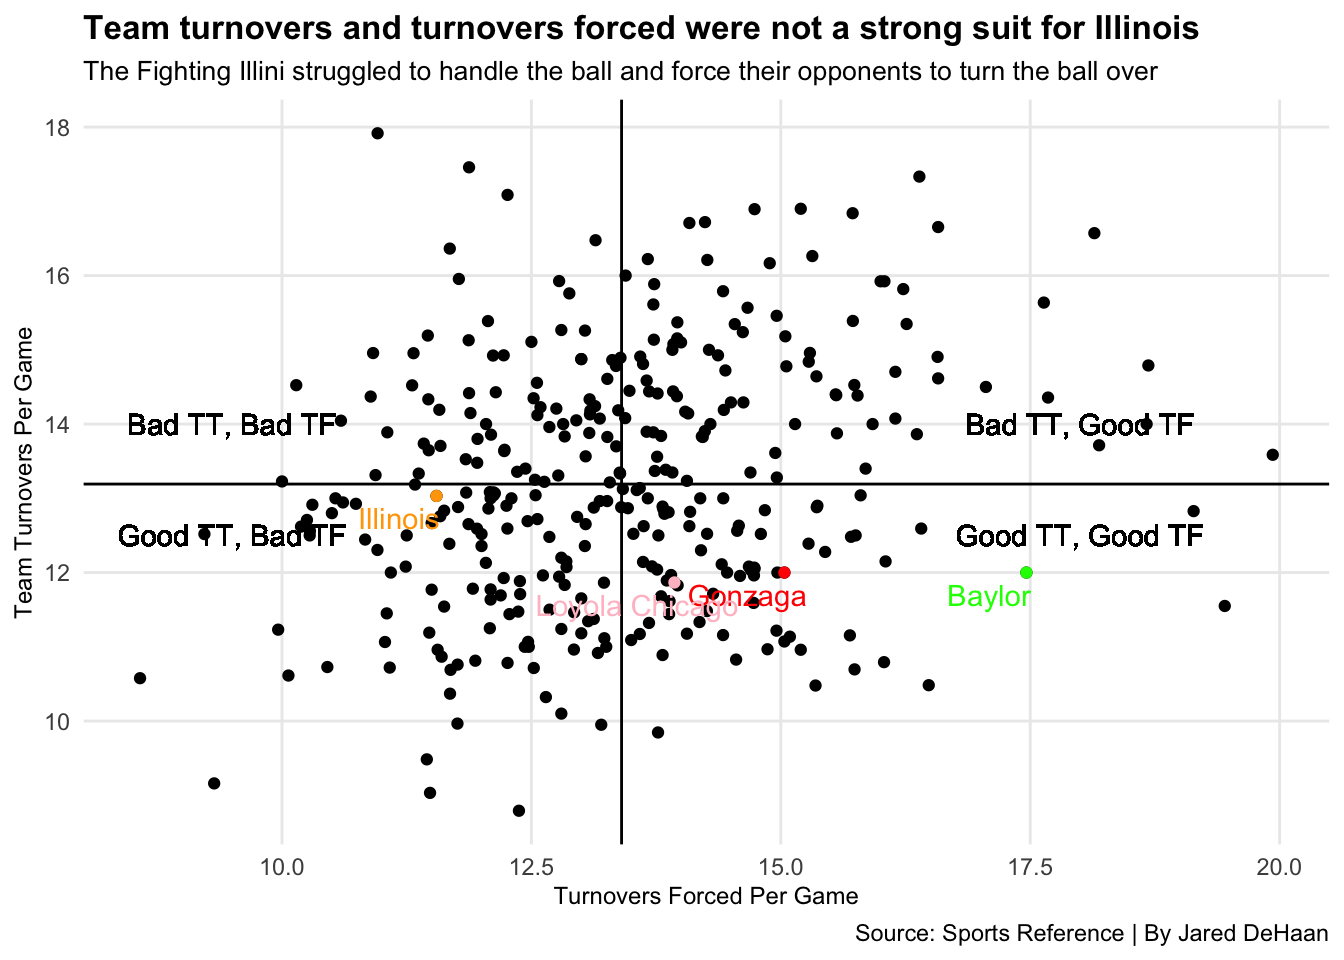 Team turnovers and turnovers forced were not a strong suit for Illinois
The Fighting Illini struggled to handle the ball and force their opponents to turn the ball over
Team Turnovers Per Game
18
16
14
12
10
Bad TT, Bad TF
Bad TT, Good TF
Illinois
Good TT, Bad TF
Good TT, Good TF
Loyola Chicago
Gonzaga
Baylor
10.0
12.5
15.0
17.5
20.0
Turnovers Forced Per Game
Source: Sports Reference | By Jared DeHaan